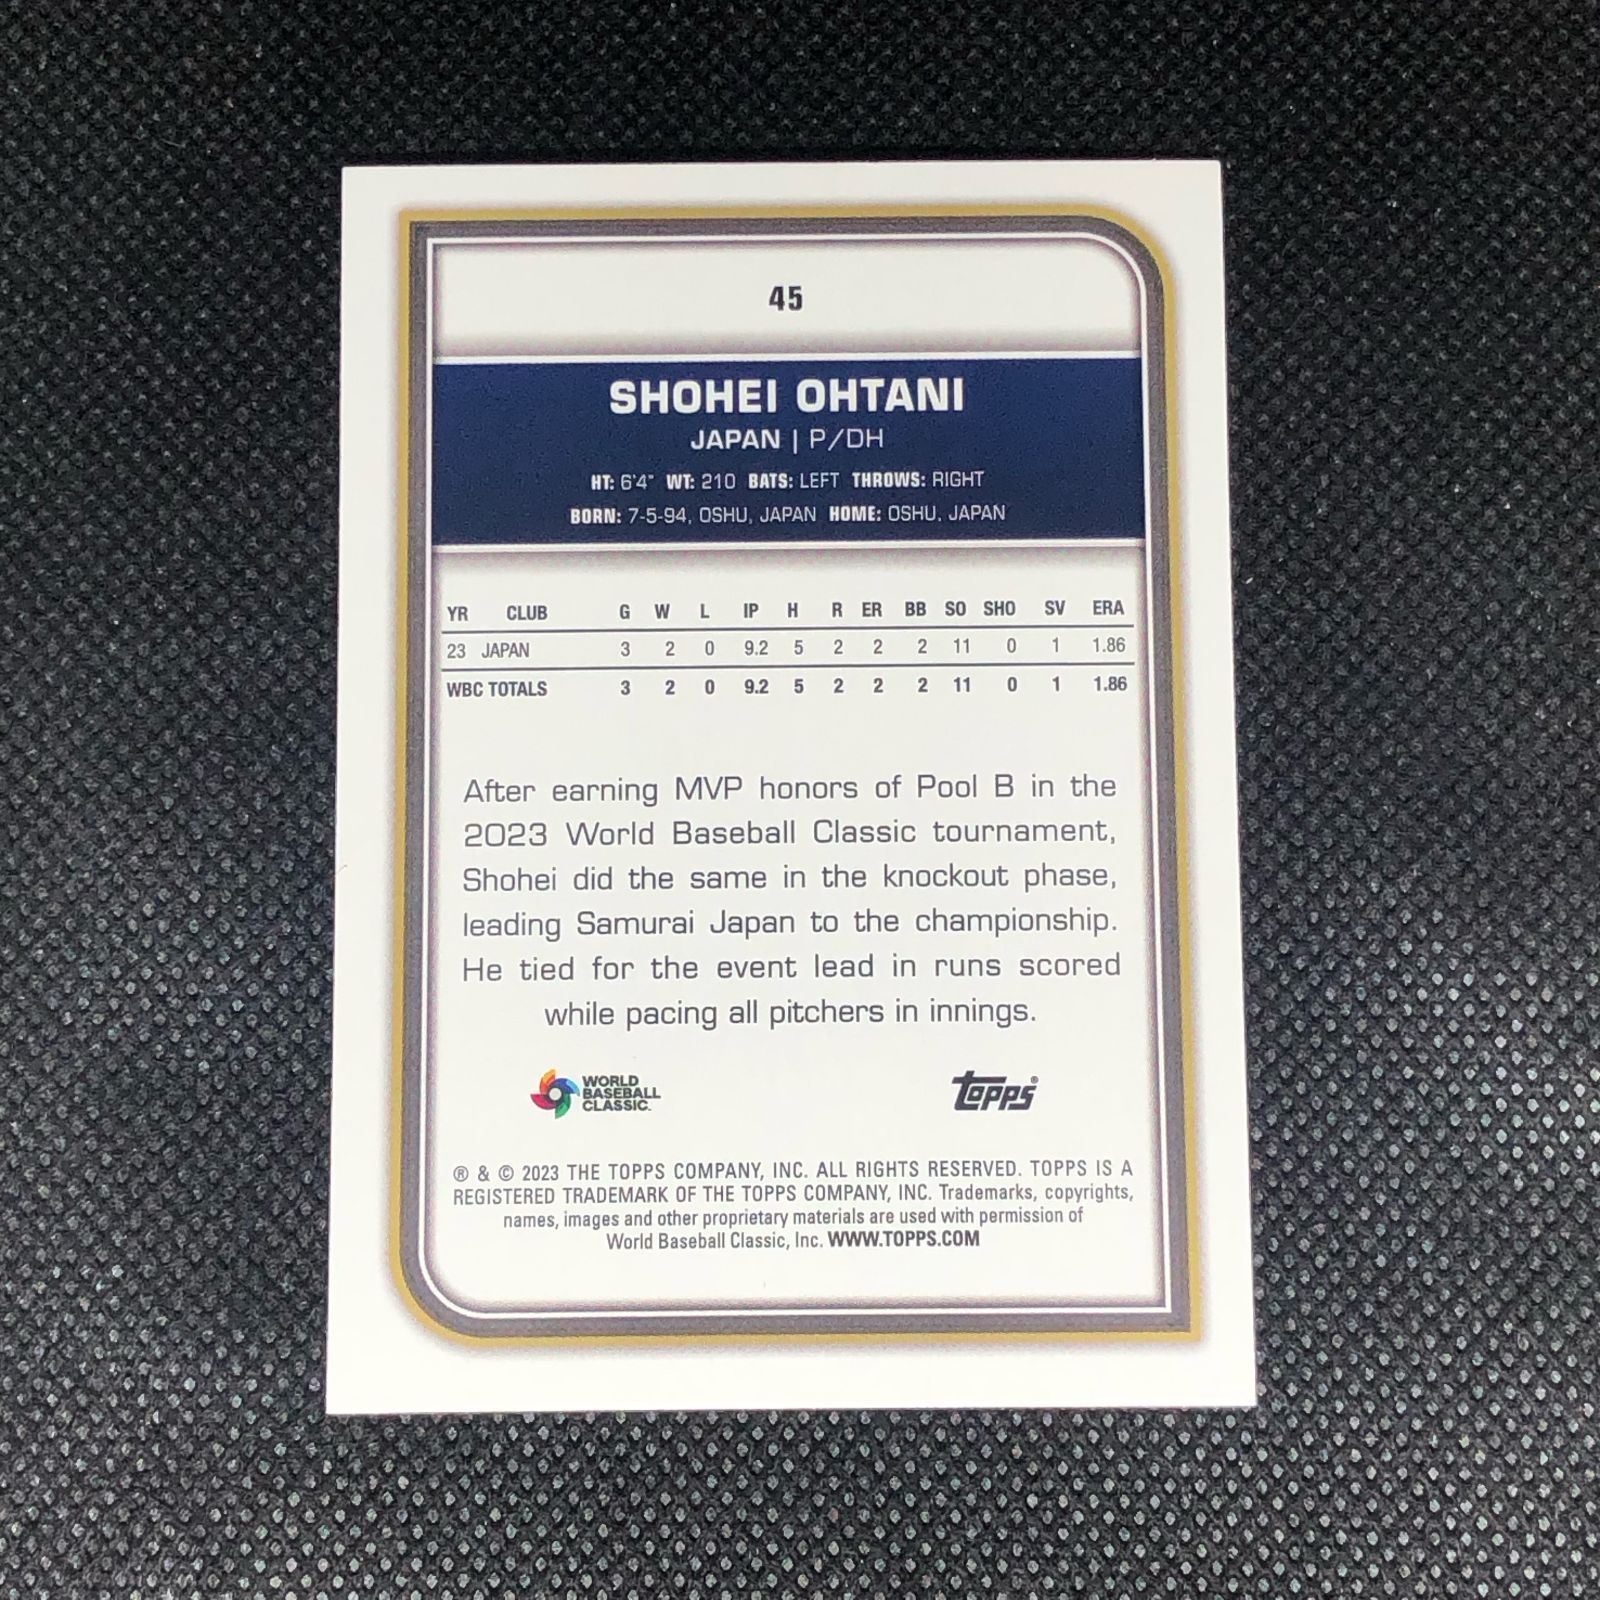 45
SHOHEI OHTANI
JAPAN | P/DH
HT: 6'4" WT: 210 BATS: LEFT THROWS: RIGHT
BORN: 7-5-94, OSHU, JAPAN HOME: OSHU, JAPAN
YR CLUB G W L IP H R ER BB SO SHO SV ERA
23 JAPAN 3 2 0 9.2 5 2 2 2 11 0 1 1.86
WBC TOTALS 3 2 0 9.2 5 2 2 2 11 0 1 1.86
After earning MVP honors of Pool B in the
2023 World Baseball Classic tournament,
Shohei did the same in the knockout phase,
leading Samurai Japan to the championship.
He tied for the event lead in runs scored
while pacing all pitchers in innings.
WORLD
BASEBALL
CLASSIC.
Topps®
® & © 2023 THE TOPPS COMPANY, INC. ALL RIGHTS RESERVED. TOPPS IS A
REGISTERED TRADEMARK OF THE TOPPS COMPANY, INC. Trademarks, copyrights,
names, images and other proprietary materials are used with permission of
World Baseball Classic, Inc. WWW.TOPPS.COM